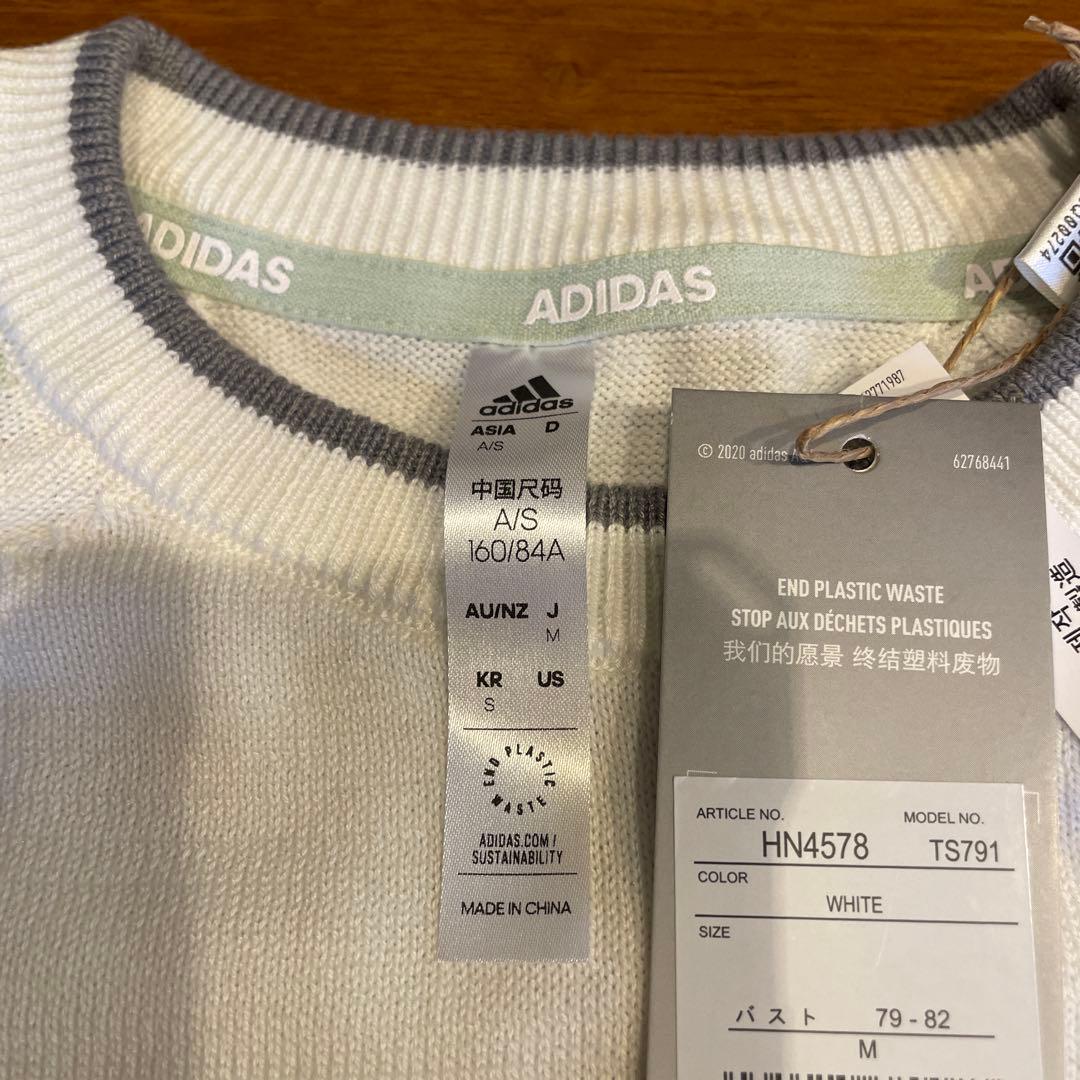 ADIDAS
ADIDAS
adidas
ASIA D
A/S
中国尺码
A/S
160/84A
AU/NZ J
M
KR US
S
END PLASTIC WASTE
ADIDAS.COM/
SUSTAINABILITY
MADE IN CHINA
© 2020 adidas
62768441
END PLASTIC WASTE
STOP AUX DÉCHETS PLASTIQUES
我们的愿景 终结塑料废物
ARTICLE NO. MODEL NO.
HN4578 TS791
COLOR
WHITE
SIZE
バスト 79 - 82
M